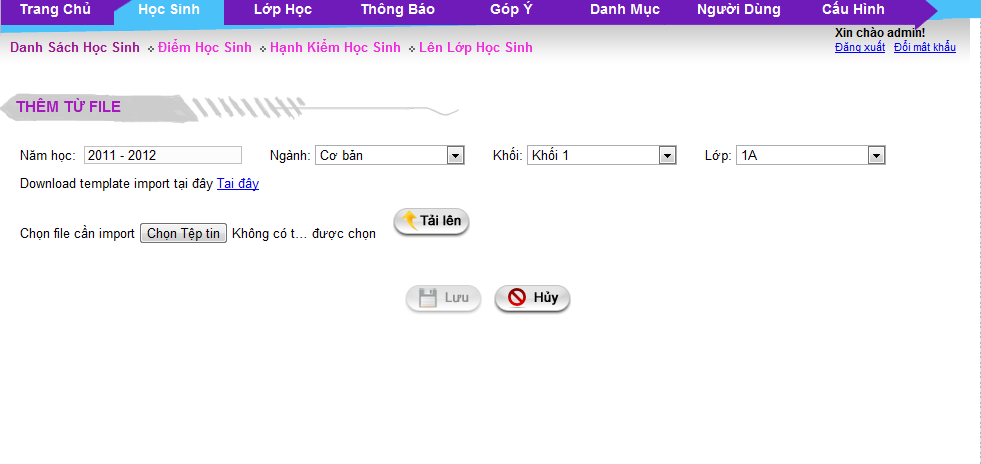 Trang Chủ Học Sinh Lớp Học Thông Báo Góp Ý Danh Mục Người Dùng Cấu Hình
Xin chào admin!
Danh Sách Học Sinh Điểm Học Sinh Hạnh Kiểm Học Sinh Lên Lớp Học Sinh
Đăng xuất Đổi mật khẩu
THÊM TỪ FILE
Năm học: 2011 - 2012 Ngành: Cơ bản Khối: Khối 1 Lớp: 1A
Download template import tại đây Tai đây
Tải lên
Chọn file cần import Chọn Tệp tin Không có t... được chọn
Lưu Hủy